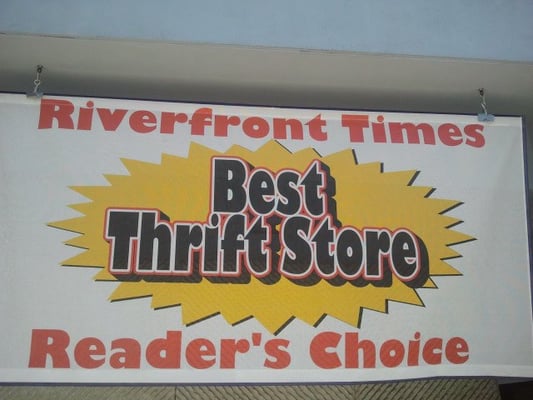 Riverfront Times
Best
Thrift Store
Reader's Choice